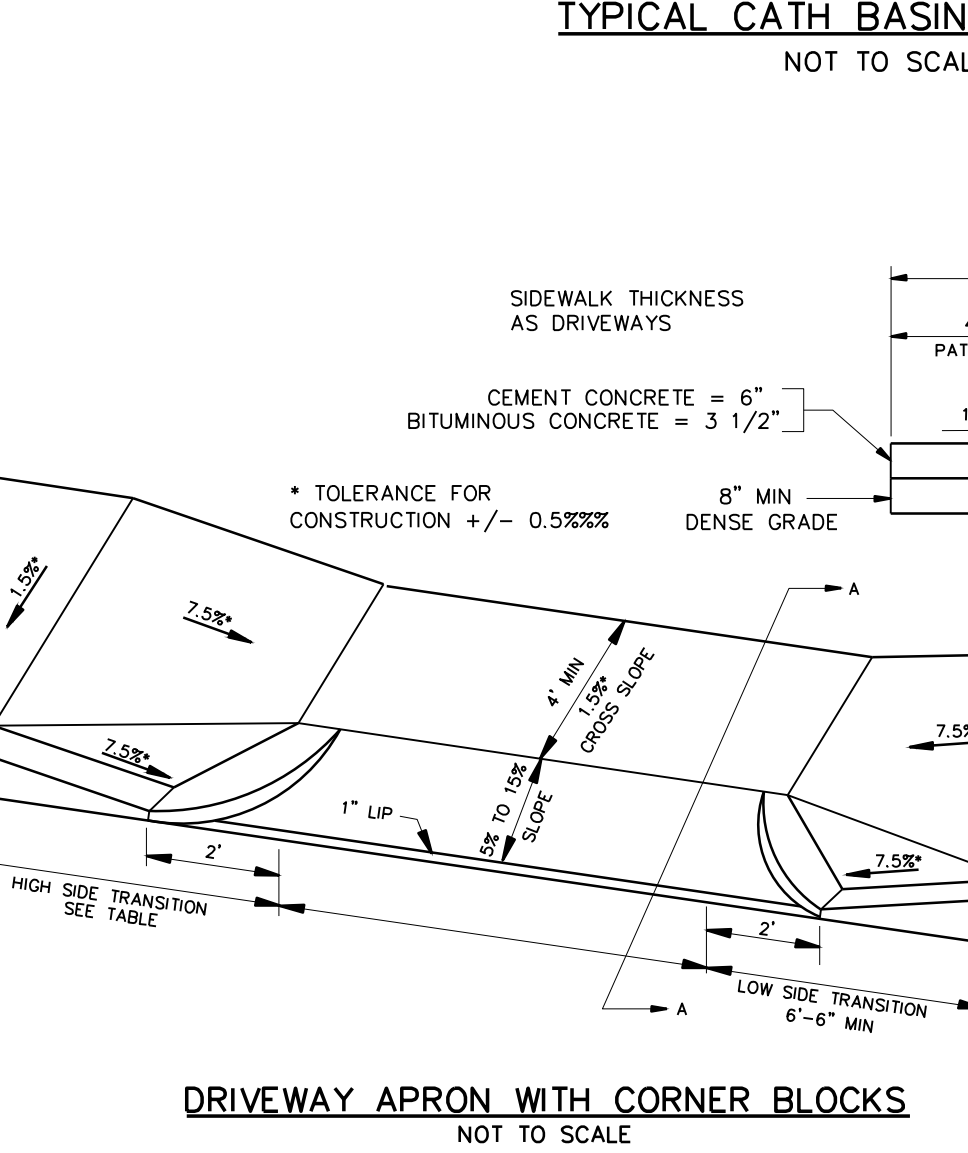 TYPICAL CATH BASIN
NOT TO SCAL
SIDEWALK THICKNESS
AS DRIVEWAYS
PAT
CEMENT CONCRETE = 6"
BITUMINOUS CONCRETE = 3 1/2"
1
* TOLERANCE FOR
CONSTRUCTION +/- 0.5%%%
8" MIN
DENSE GRADE
1.5%*
7.5%*
A
4' MIN
1.5%*
CROSS SLOPE
7.5%
7.5%*
1" LIP
5% TO 15%
SLOPE
2'
7.5%*
HIGH SIDE TRANSITION
SEE TABLE
2'
LOW SIDE TRANSITION
6'-6" MIN
A
DRIVEWAY APRON WITH CORNER BLOCKS
NOT TO SCALE